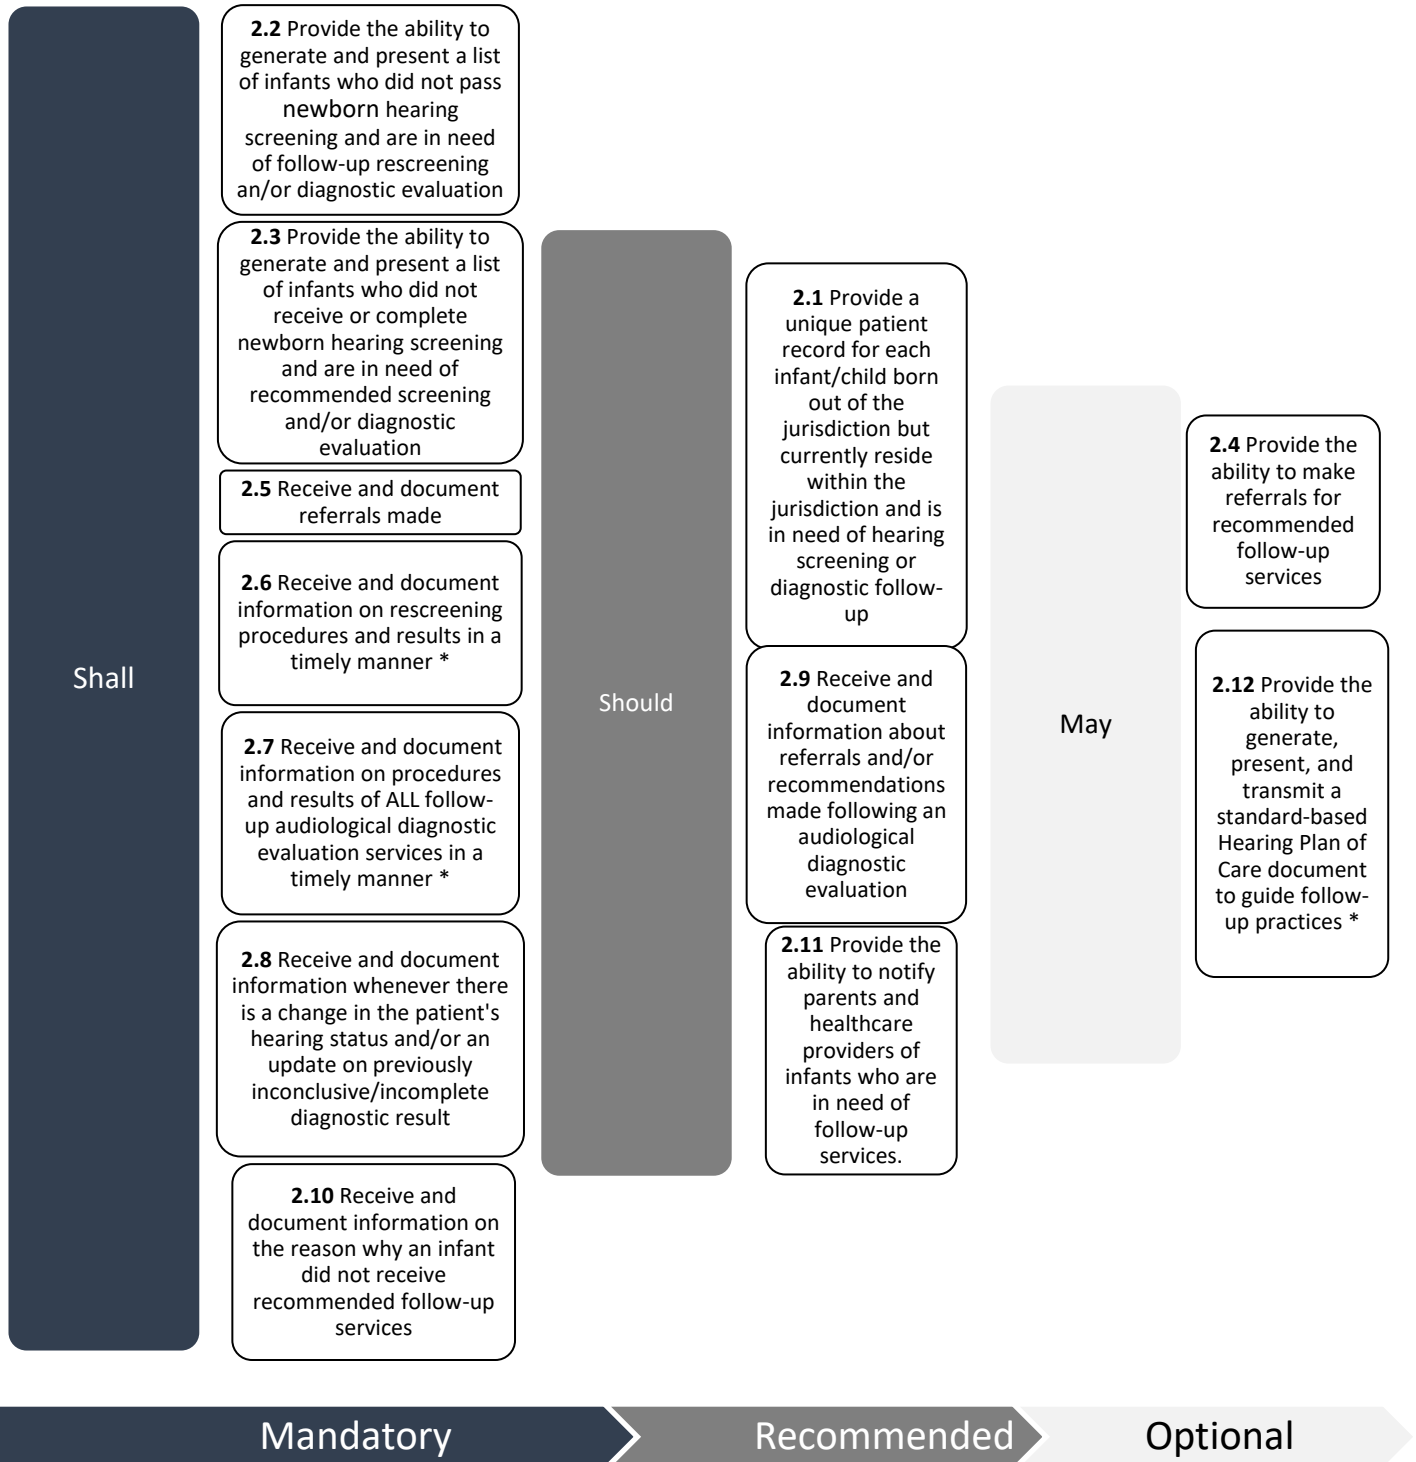 Shall
2.2 Provide the ability to
generate and present a list
of infants who did not pass
newborn hearing
screening and are in need
of follow-up rescreening
an/or diagnostic evaluation
2.3 Provide the ability to
generate and present a list
of infants who did not
receive or complete
newborn hearing screening
and are in need of
recommended screening
and/or diagnostic
evaluation
2.5 Receive and document
referrals made
2.6 Receive and document
information on rescreening
procedures and results in a
timely manner *
2.7 Receive and document
information on procedures
and results of ALL follow-
up audiological diagnostic
evaluation services in a
timely manner *
2.8 Receive and document
information whenever there
is a change in the patient's
hearing status and/or an
update on previously
inconclusive/incomplete
diagnostic result
2.10 Receive and
document information on
the reason why an infant
did not receive
recommended follow-up
services
Should
2.1 Provide a
unique patient
record for each
infant/child born
out of the
jurisdiction but
currently reside
within the
jurisdiction and is
in need of hearing
screening or
diagnostic follow-
up
2.9 Receive and
document
information about
referrals and/or
recommendations
made following an
audiological
diagnostic
evaluation
2.11 Provide the
ability to notify
parents and
healthcare
providers of
infants who are
in need of
follow-up
services.
May
2.4 Provide the
ability to make
referrals for
recommended
follow-up
services
2.12 Provide the
ability to
generate,
present, and
transmit a
standard-based
Hearing Plan of
Care document
to guide follow-
up practices *
Mandatory
Recommended
Optional